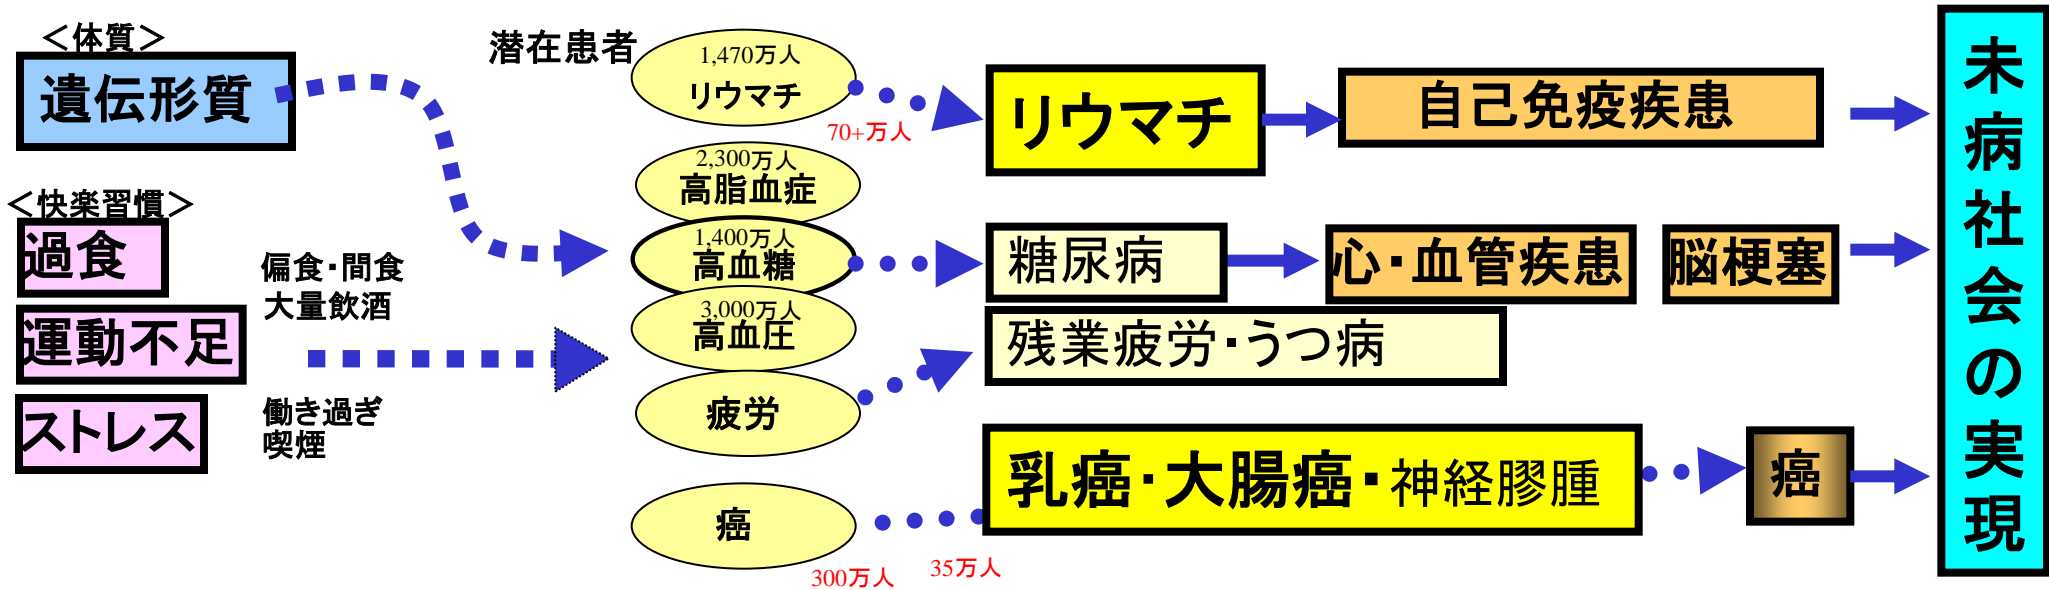 ＜体質＞
遺伝形質
＜快楽習慣＞
過食
運動不足
ストレス
偏食・間食
大量飲酒
働き過ぎ
喫煙
潜在患者
1,470万人
リウマチ
2,300万人
高脂血症
1,400万人
高血糖
3,000万人
高血圧
疲労
癌
70+万人
300万人
35万人
リウマチ
自己免疫疾患
糖尿病
心・血管疾患
脳梗塞
残業疲労・うつ病
乳癌・大腸癌・神経膠腫
癌
未病社会の実現